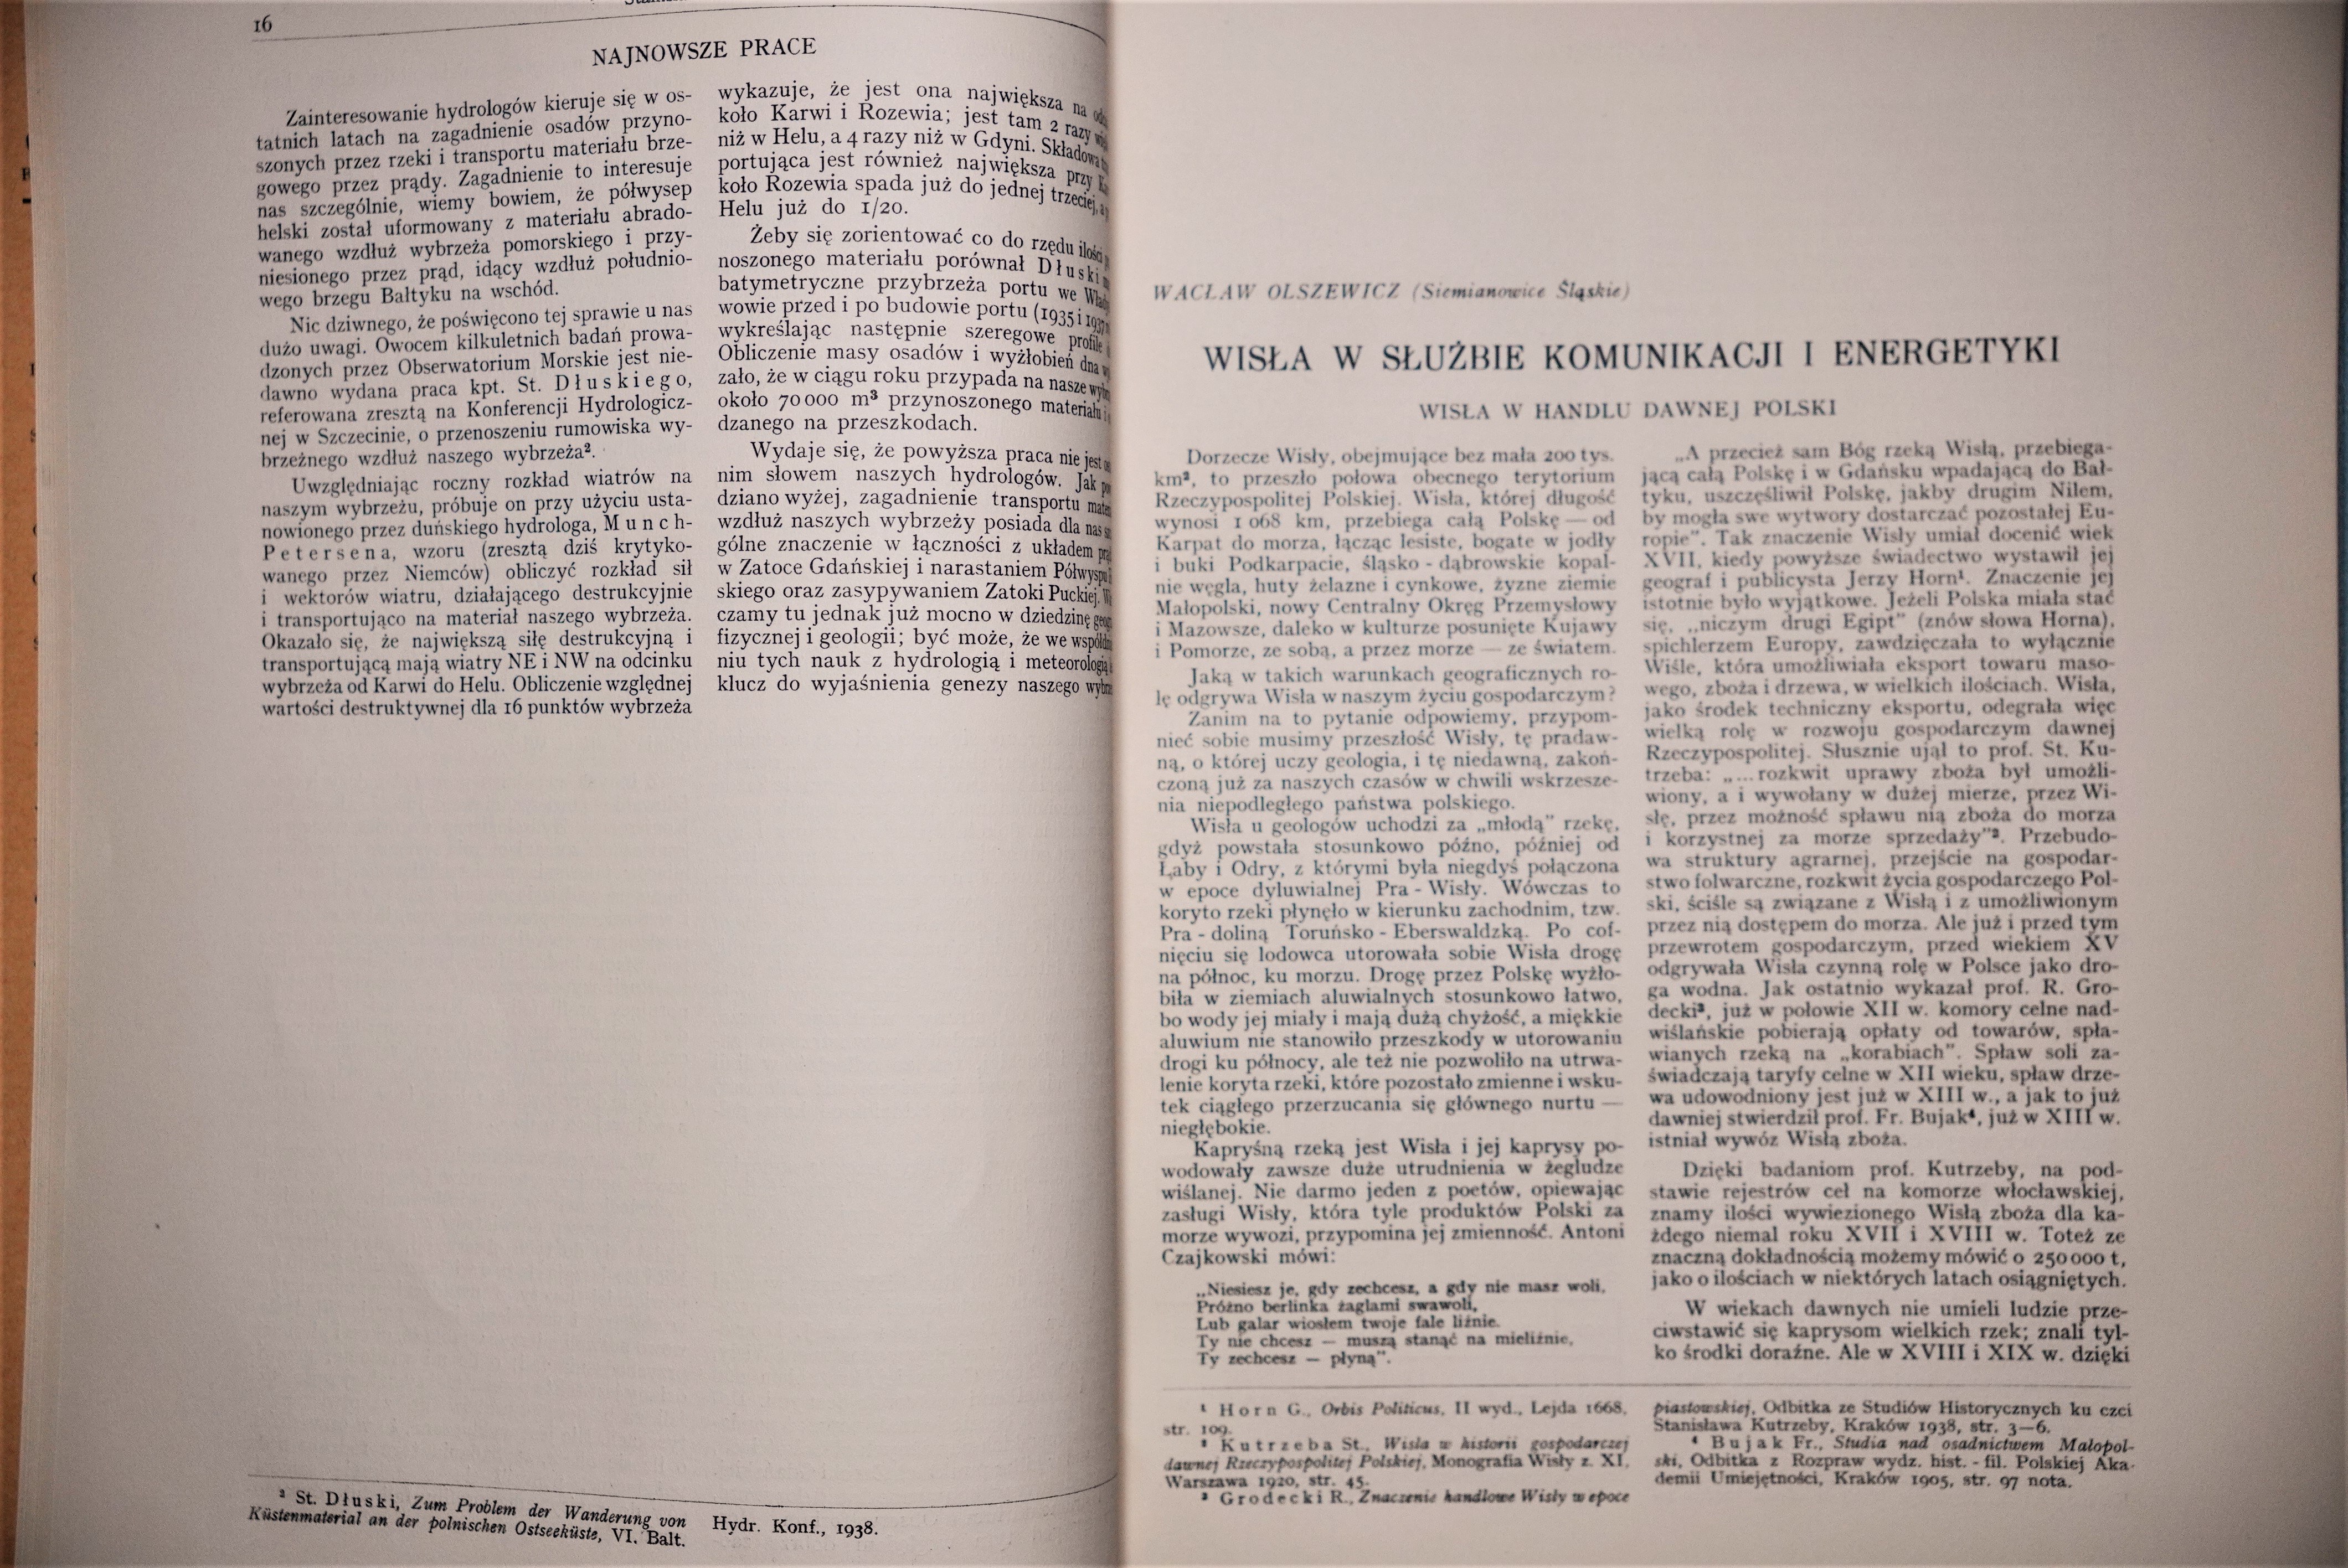 16
NAJNOWSZE PRACE
Zainteresowanie hydrologów kieruje się w os-
tatnich latach na zagadnienie osadów przyno-
szonych przez rzeki i transportu materiału brze-
gowego przez prądy. Zagadnienie to interesuje
nas szczególnie, wiemy bowiem, że półwysep
helski został uformowany z materiału abrado-
wanego wzdłuż wybrzeża pomorskiego i przy-
niesionego przez prąd, idący wzdłuż południo-
wego brzegu Bałtyku na wschód.
Nic dziwnego, że poświęcono tej sprawie u nas
dużo uwagi. Owocem kilkuletnich badań prowa-
dzonych przez Obserwatorium Morskie jest nie-
dawno wydana praca kpt. St. Dłuskiego,
referowana zresztą na Konferencji Hydrologicz-
nej w Szczecinie, o przenoszeniu rumowiska wy-
brzeżnego wzdłuż naszego wybrzeża².
Uwzględniając roczny rozkład wiatrów na
naszym wybrzeżu, próbuje on przy użyciu usta-
nowionego przez duńskiego hydrologa, Munch-
Petersena, wzoru (zresztą dziś krytyko-
wanego przez Niemców) obliczyć rozkład sił
i wektorów wiatru, działającego destrukcyjnie
i transportująco na materiał naszego wybrzeża.
Okazało się, że największą siłę destrukcyjną i
transportującą mają wiatry NE i NW na odcinku
wybrzeża od Karwi do Helu. Obliczenie względnej
wartości destruktywnej dla 16 punktów wybrzeża
wykazuje, że jest ona największa na
koło Karwi i Rozewia; jest tam 2 razy
niż w Helu, a 4 razy niż w Gdyni. Składowa
portująca jest również największa przy
koło Rozewia spada już do jednej trzeciej,
Helu już do 1/20.
Żeby się zorientować co do rzędu ilości
noszonego materiału porównał Dłuski
batymetryczne przybrzeża portu we
wowie przed i po budowie portu (1935 i 1937
wykreślając następnie szeregowe profile
Obliczenie masy osadów i wyżłobień dna
zało, że w ciągu roku przypada na nasze
około 70 000 m³ przynoszonego materiału
dzanego na przeszkodach.
Wydaje się, że powyższa praca nie jest
nim słowem naszych hydrologów. Jak
dziano wyżej, zagadnienie transportu
wzdłuż naszych wybrzeży posiada dla nas
gólne znaczenie w łączności z układem
w Zatoce Gdańskiej i narastaniem Półwyspu
skiego oraz zasypywaniem Zatoki Puckiej.
czamy tu jednak już mocno w dziedzinę
fizycznej i geologii; być może, że we
niu tych nauk z hydrologią i meteorologią
klucz do wyjaśnienia genezy naszego
² St. Dłuski, Zum Problem der Wanderung von
Küstenmaterial an der polnischen Ostseeküste, VI. Balt.
Hydr. Konf., 1938.
WACŁAW OLSZEWICZ (Siemianowice Śląskie)
WISŁA W SŁUŻBIE KOMUNIKACJI I ENERGETYKI
WISŁA W HANDLU DAWNEJ POLSKI
Dorzecze Wisły, obejmujące bez mała 200 tys.
km², to przeszło połowa obecnego terytorium
Rzeczypospolitej Polskiej. Wisła, której długość
wynosi 1 068 km, przebiega całą Polskę — od
Karpat do morza, łącząc lesiste, bogate w jodły
i buki Podkarpacie, śląsko - dąbrowskie kopal-
nie węgla, huty żelazne i cynkowe, żyzne ziemie
Małopolski, nowy Centralny Okręg Przemysłowy
i Mazowsze, daleko w kulturze posunięte Kujawy
i Pomorze, ze sobą, a przez morze — ze światem.
Jaką w takich warunkach geograficznych ro-
lę odgrywa Wisła w naszym życiu gospodarczym?
Zanim na to pytanie odpowiemy, przypom-
nieć sobie musimy przeszłość Wisły, tę pradaw-
ną, o której uczy geologia, i tę niedawną, zakoń-
czoną już za naszych czasów w chwili wskrzesze-
nia niepodległego państwa polskiego.
Wisła u geologów uchodzi za „młodą” rzekę,
gdyż powstała stosunkowo późno, później od
Łaby i Odry, z którymi była niegdyś połączona
w epoce dyluwialnej Pra - Wisły. Wówczas to
koryto rzeki płynęło w kierunku zachodnim, tzw.
Pra - doliną Toruńsko - Eberswaldzką. Po cof-
nięciu się lodowca utorowała sobie Wisła drogę
na północ, ku morzu. Drogę przez Polskę wyżło-
biła w ziemiach aluwialnych stosunkowo łatwo,
bo wody jej miały i mają dużą chyżość, a miękkie
aluwium nie stanowiło przeszkody w utorowaniu
drogi ku północy, ale też nie pozwoliło na utrwa-
lenie koryta rzeki, które pozostało zmienne i wsku-
tek ciągłego przerzucania się głównego nurtu —
niegłębokie.
Kapryśną rzeką jest Wisła i jej kaprysy po-
wodowały zawsze duże utrudnienia w żegludze
wiślanej. Nie darmo jeden z poetów, opiewając
zasługi Wisły, która tyle produktów Polski za
morze wywozi, przypomina jej zmienność. Antoni
Czajkowski mówi:
„Niesiesz je, gdy zechcesz, a gdy nie masz woli,
Próżno berlinka żaglami swawoli,
Lub galar wiosłem twoje fale liźnie.
Ty nie chcesz — muszą stanąć na mieliźnie,
Ty zechcesz — płyną”.
„A przecież sam Bóg rzeką Wisłą, przebiega-
jącą całą Polskę i w Gdańsku wpadającą do Bał-
tyku, uszczęśliwił Polskę, jakby drugim Nilem,
by mogła swe wytwory dostarczać pozostałej Eu-
ropie”. Tak znaczenie Wisły umiał docenić wiek
XVII, kiedy powyższe świadectwo wystawił jej
geograf i publicysta Jerzy Horn¹. Znaczenie jej
istotnie było wyjątkowe. Jeżeli Polska miała stać
się, „niczym drugi Egipt” (znów słowa Horna),
spichlerzem Europy, zawdzięczała to wyłącznie
Wiśle, która umożliwiała eksport towaru maso-
wego, zboża i drzewa, w wielkich ilościach. Wisła,
jako środek techniczny eksportu, odegrała więc
wielką rolę w rozwoju gospodarczym dawnej
Rzeczypospolitej. Słusznie ujął to prof. St. Ku-
trzeba: „...rozkwit uprawy zboża był umożli-
wiony, a i wywołany w dużej mierze, przez Wi-
słę, przez możność spławu nią zboża do morza
i korzystnej za morze sprzedaży”². Przebudo-
wa struktury agrarnej, przejście na gospodar-
stwo folwarczne, rozkwit życia gospodarczego Pol-
ski, ściśle są związane z Wisłą i z umożliwionym
przez nią dostępem do morza. Ale już i przed tym
przewrotem gospodarczym, przed wiekiem XV
odgrywała Wisła czynną rolę w Polsce jako dro-
ga wodna. Jak ostatnio wykazał prof. R. Gro-
decki³, już w połowie XII w. komory celne nad-
wiślańskie pobierają opłaty od towarów, spła-
wianych rzeką na „korabiach”. Spław soli za-
świadczają taryfy celne w XII wieku, spław drze-
wa udowodniony jest już w XIII w., a jak to już
dawniej stwierdził prof. Fr. Bujak⁴, już w XIII w.
istniał wywóz Wisłą zboża.
Dzięki badaniom prof. Kutrzeby, na pod-
stawie rejestrów ceł na komorze włocławskiej,
znamy ilości wywiezionego Wisłą zboża dla ka-
żdego niemal roku XVII i XVIII w. Toteż ze
znaczną dokładnością możemy mówić o 250 000 t,
jako o ilościach w niektórych latach osiągniętych.
W wiekach dawnych nie umieli ludzie prze-
ciwstawić się kaprysom wielkich rzek; znali tyl-
ko środki doraźne. Ale w XVIII i XIX w. dzięki
¹ Horn G., Orbis Politicus, II wyd., Lejda 1668,
str. 109.
² Kutrzeba St., Wisła w historii gospodarczej
dawnej Rzeczypospolitej Polskiej, Monografia Wisły z. XI,
Warszawa 1920, str. 45.
³ Grodecki R., Znaczenie handlowe Wisły w epoce
piastowskiej, Odbitka ze Studiów Historycznych ku czci
Stanisława Kutrzeby, Kraków 1938, str. 3—6.
⁴ Bujak Fr., Studia nad osadnictwem Małopol-
ski, Odbitka z Rozpraw wydz. hist. - fil. Polskiej Aka-
demii Umiejętności, Kraków 1905, str. 97 nota.